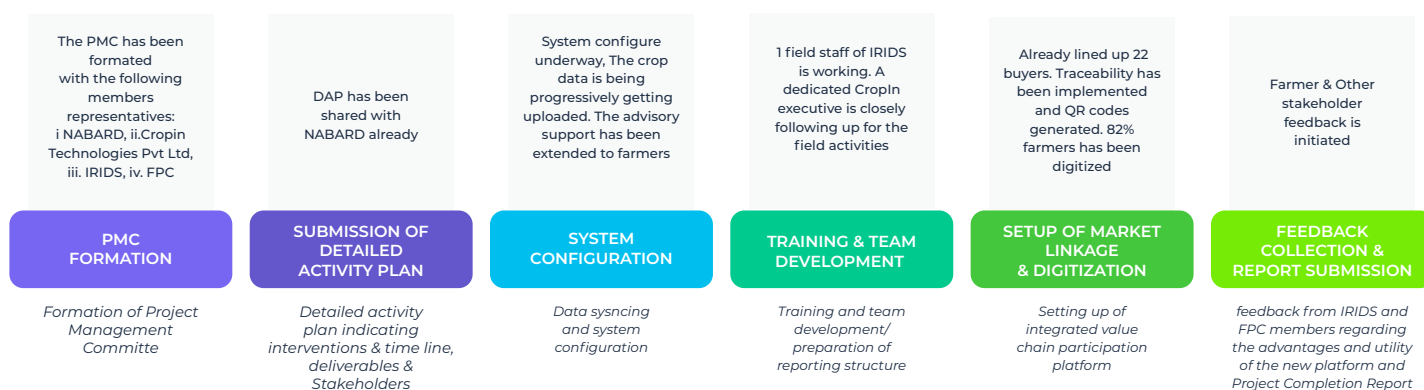 The PMC has been
formated
with the following
members
representatives:
i NABARD, ii.Cropin
Technologies Pvt Ltd,
iii. IRIDS, iv. FPC
DAP has been
shared with
NABARD already
System configure
underway, The crop
data is being
progressively getting
uploaded. The advisory
support has been
extended to farmers
1 field staff of IRIDS
is working. A
dedicated CropIn
executive is closely
following up for the
field activities
Already lined up 22
buyers. Traceability has
been implemented
and QR codes
generated. 82%
farmers has been
digitized
Farmer & Other
stakeholder
feedback is
initiated
PMC
FORMATION
SUBMISSION OF
DETAILED
ACTIVITY PLAN
SYSTEM
CONFIGURATION
TRAINING & TEAM
DEVELOPMENT
SETUP OF MARKET
LINKAGE
& DIGITIZATION
FEEDBACK
COLLECTION &
REPORT SUBMISSION
Formation of Project
Management
Committe
Detailed activity
plan indicating
interventions & time line,
deliverables &
Stakeholders
Data sysncing
and system
configuration
Training and team
development/
preparation of
reporting structure
Setting up of
integrated value
chain participation
platform
feedback from IRIDS and
FPC members regarding
the advantages and utility
of the new platform and
Project Completion Report